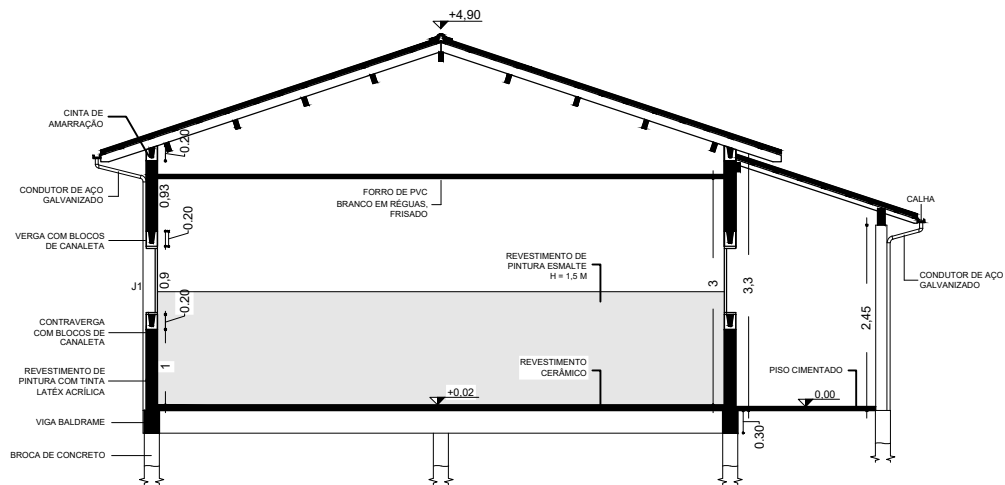 +4,90
CINTA DE
AMARRAÇÃO
0.20
CONDUTOR DE AÇO
GALVANIZADO
0,93
FORRO DE PVC
BRANCO EM RÉGUAS,
FRISADO
CALHA
0.20
VERGA COM BLOCOS
DE CANALETA
REVESTIMENTO DE
PINTURA ESMALTE
H = 1,5 M
CONDUTOR DE AÇO
GALVANIZADO
J1
0,9
3
3,3
0.20
2,45
CONTRAVERGA
COM BLOCOS DE
CANALETA
REVESTIMENTO DE
PINTURA COM TINTA
LATÉX ACRÍLICA
1
REVESTIMENTO
CERÂMICO
PISO CIMENTADO
+0,02
0,00
VIGA BALDRAME
0.30
BROCA DE CONCRETO